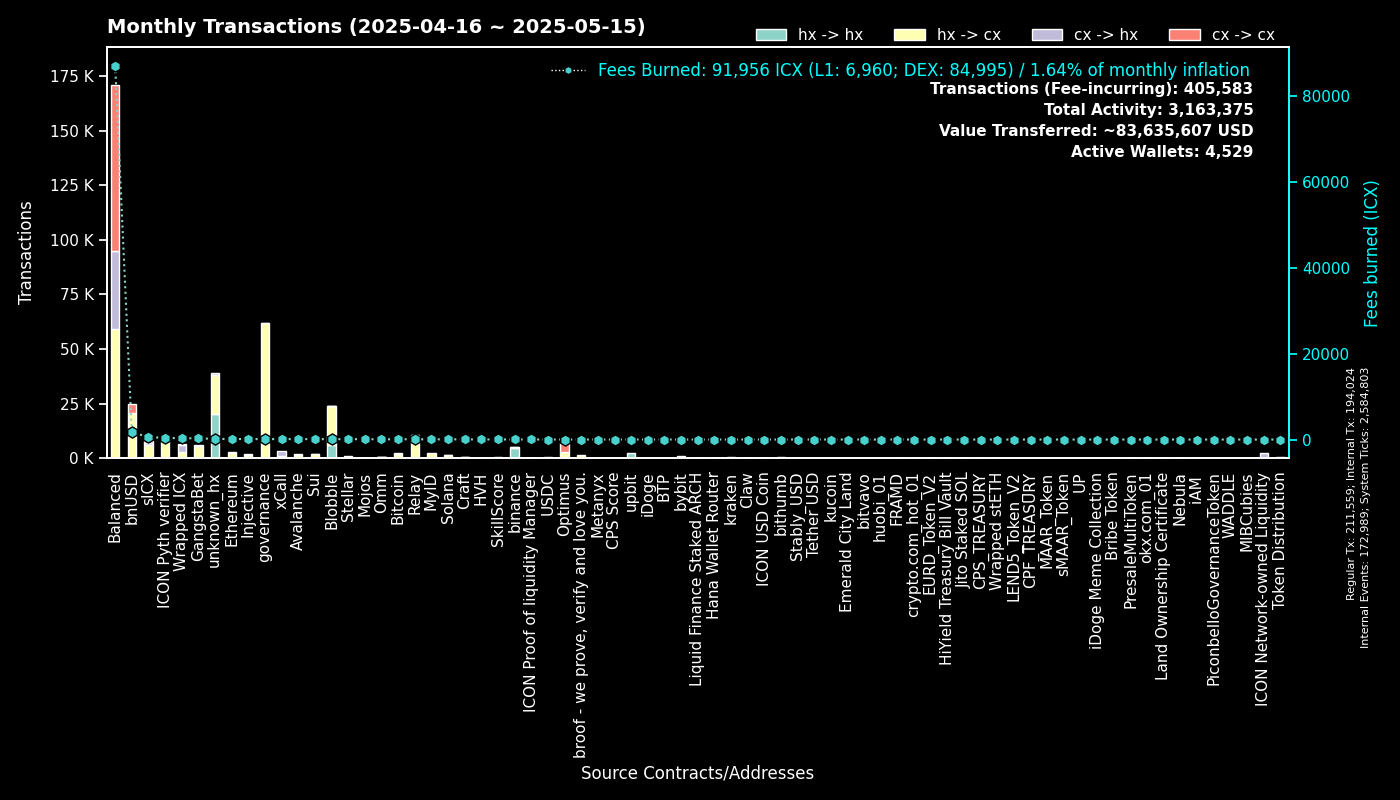 Monthly Transactions (2025-04-16 ~ 2025-05-15)
hx -> hx
hx -> cx
cx -> hx
cx -> cx
Fees Burned: 91,956 ICX (L1: 6,960; DEX: 84,995) / 1.64% of monthly inflation
Transactions (Fee-incurring): 405,583
Total Activity: 3,163,375
Value Transferred: ~83,635,607 USD
Active Wallets: 4,529
Transactions
175 K
150 K
125 K
100 K
75 K
50 K
25 K
0 K
80000
60000
40000
20000
0
Fees burned (ICX)
Regular Tx: 211,559; Internal Tx: 194,024
Internal Events: 172,989; System Ticks: 2,584,803
Balanced
bnUSD
sICX
ICON Pyth verifier
Wrapped ICX
GangstaBet
unknown_hx
Ethereum
Injective
governance
xCall
Avalanche
Sui
Blobble
Stellar
Mojos
Omm
Bitcoin
Relay
MyID
Solana
Craft
HVH
SkillScore
binance
ICON Proof of liquidity Manager
USDC
Optimus
broof - we prove, verify and love you.
Metanyx
CPS Score
upbit
iDoge
BTP
bybit
Liquid Finance Staked ARCH
Hana Wallet Router
kraken
Claw
ICON USD Coin
bithumb
Stably_USD
Tether_USD
kucoin
Emerald City Land
bitvavo
huobi_01
FRAMD
crypto.com_hot_01
EURD_Token_V2
HiYield Treasury Bill Vault
Jito Staked SOL
CPS_TREASURY
Wrapped stETH
LEND5_Token_V2
CPF_TREASURY
MAAR_Token
sMAAR_Token
UP
iDoge Meme Collection
Bribe Token
PresaleMultiToken
okx.com_01
Land Ownership Certificate
Nebula
iAM
PiconbelloGovernanceToken
WADDLE
MIBCubies
ICON Network-owned Liquidity
Token Distribution
Source Contracts/Addresses